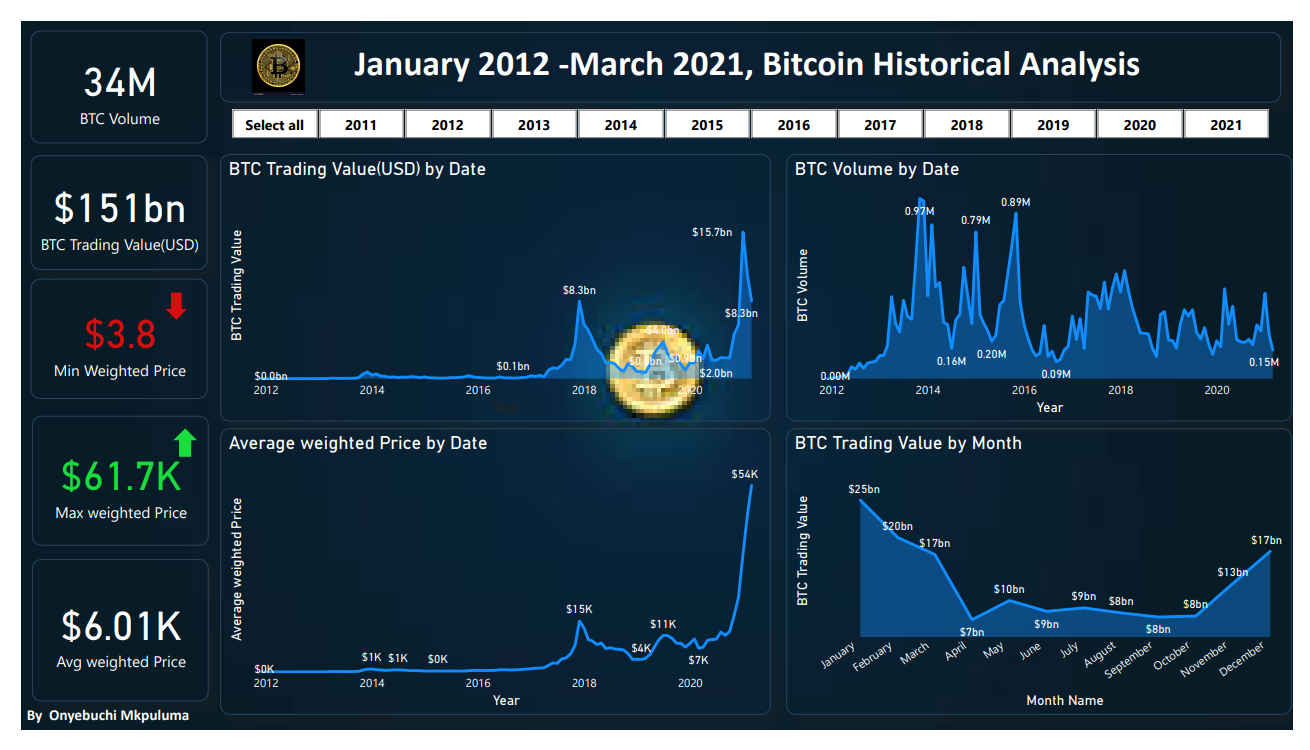 34M
BTC Volume
January 2012 -March 2021, Bitcoin Historical Analysis
Select all 2011 2012 2013 2014 2015 2016 2017 2018 2019 2020 2021
$151bn
BTC Trading Value(USD)
$3.8
Min Weighted Price
$61.7K
Max weighted Price
$6.01K
Avg weighted Price
By Onyebuchi Mkpuluma
BTC Trading Value(USD) by Date
BTC Trading Value
$15.7bn
$8.3bn
$8.3bn
$4.0bn
$0.1bn
$0.9bn
$2.0bn
$0.0bn
2012 2014 2016 2018 2020
Year
BTC Volume by Date
BTC Volume
0.97M
0.89M
0.79M
0.16M
0.20M
0.09M
0.15M
0.00M
2012 2014 2016 2018 2020
Year
Average weighted Price by Date
Average weighted Price
$54K
$15K
$11K
$4K
$1K $1K $0K
$7K
$0K
2012 2014 2016 2018 2020
Year
BTC Trading Value by Month
BTC Trading Value
$25bn
$20bn
$17bn
$7bn
$10bn
$9bn
$9bn
$8bn
$8bn
$8bn
$13bn
$17bn
January February March April May June July August September October November December
Month Name